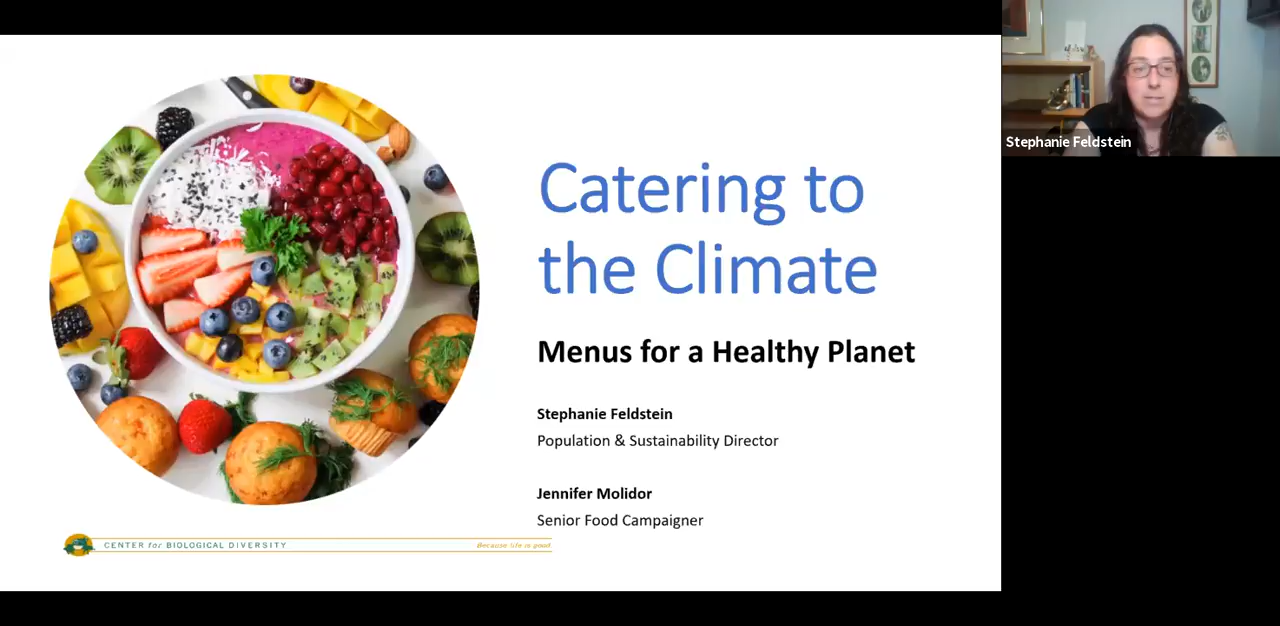 Catering to
the Climate
Menus for a Healthy Planet
Stephanie Feldstein
Population & Sustainability Director
Jennifer Molidor
Senior Food Campaigner
CENTER for BIOLOGICAL DIVERSITY
Because life is good
Stephanie Feldstein